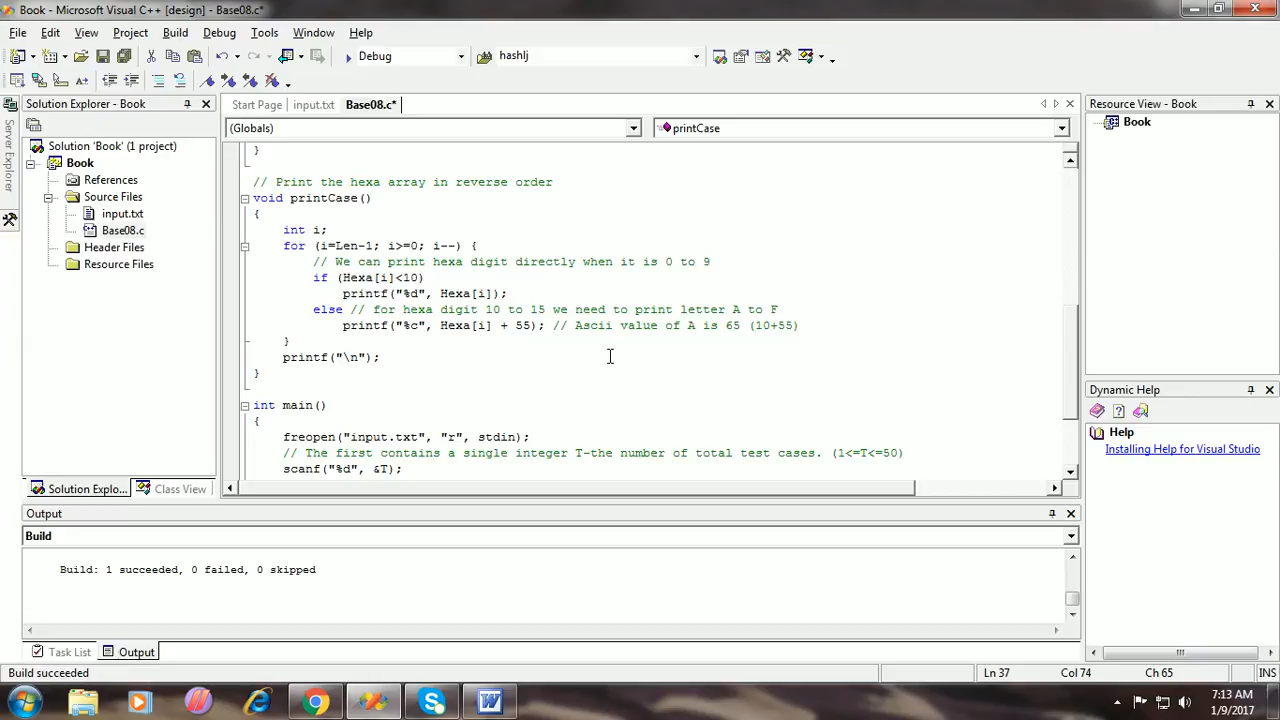 Book - Microsoft Visual C++ [design] - Base08.c*
File Edit View Project Build Debug Tools Window Help
Debug hashlj
Server Explorer
Solution Explorer - Book
Solution 'Book' (1 project)
Book
References
Source Files
input.txt
Base08.c
Header Files
Resource Files
Solution Explo... Class View
Start Page input.txt Base08.c*
(Globals) printCase
}
// Print the hexa array in reverse order
void printCase()
{
int i;
for (i=Len-1; i>=0; i--) {
// We can print hexa digit directly when it is 0 to 9
if (Hexa[i]<10)
printf("%d", Hexa[i]);
else // for hexa digit 10 to 15 we need to print letter A to F
printf("%c", Hexa[i] + 55); // Ascii value of A is 65 (10+55)
}
printf("\n");
}
int main()
{
freopen("input.txt", "r", stdin);
// The first contains a single integer T-the number of total test cases. (1<=T<=50)
scanf("%d", &T);
Resource View - Book
Book
Dynamic Help
Help
Installing Help for Visual Studio
Output
Build
Build: 1 succeeded, 0 failed, 0 skipped
Task List Output
Build succeeded Ln 37 Col 74 Ch 65 INS
7:13 AM
1/9/2017